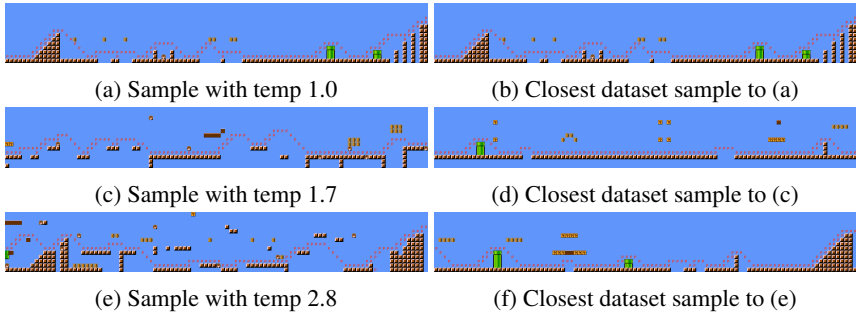 (a) Sample with temp 1.0
(b) Closest dataset sample to (a)
(c) Sample with temp 1.7
(d) Closest dataset sample to (c)
(e) Sample with temp 2.8
(f) Closest dataset sample to (e)